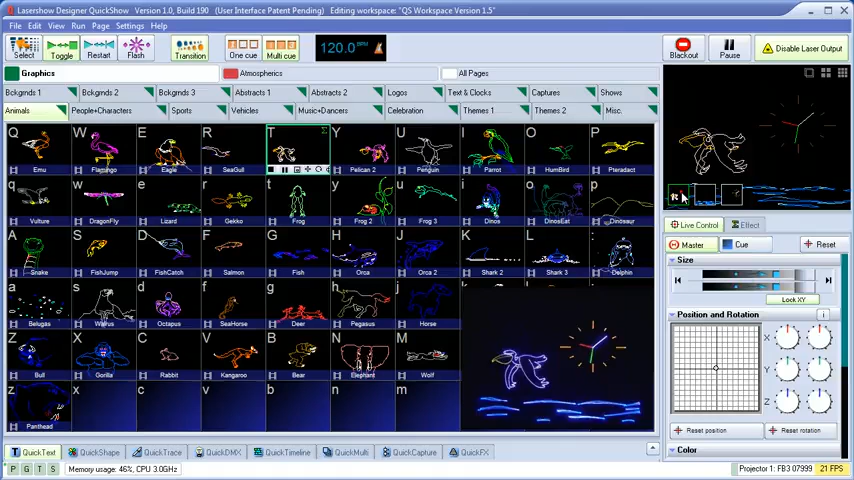 Lasershow Designer QuickShow Version 1.0, Build 190 (User Interface Patent Pending) Editing workspace: "QS Workspace Version 1.5"
File Edit View Run Page Settings Help
Select Toggle Restart Flash Transition One cue Multi cue 120.0 Blackout Pause Disable Laser Output
Graphics Atmospherics All Pages
Bckgrnds 1 Bckgrnds 2 Bckgrnds 3 Abstracts 1 Abstracts 2 Logos Text & Clocks Captures Shows
Animals People+Characters Sports Vehicles Music+Dancers Celebration Themes 1 Themes 2 Misc.
Q W E R T Y U I O P
Emu Flamingo Eagle SeaGull Pelican 2 Penguin Parrot HumBird Pteradact
q w e r t y u i o p
Vulture DragonFly Lizard Gekko Frog Frog 2 Frog 3 Dinos DinosEat Dinosaur
A S D F G H J K L :
Snake FishJump FishCatch Salmon Fish Orca Orca 2 Shark 2 Shark 3 Dolphin
a s d f g h j
Belugas Walrus Octapus SeaHorse Deer Pegasus Horse
Z X C V B N M
Bull Gorilla Rabbit Kangaroo Bear Elephant Wolf
z x c v b n m
Panthead
Live Control Effect
Master Cue Reset
Size
Lock XY
Position and Rotation
X
Y
Z
Reset position Reset rotation
Color
QuickText QuickShape QuickTrace QuickDMX QuickTimeline QuickMulti QuickCapture QuickFX
P G T S Memory usage: 46%, CPU 3.0GHz Projector 1: FB3 07999 21 FPS